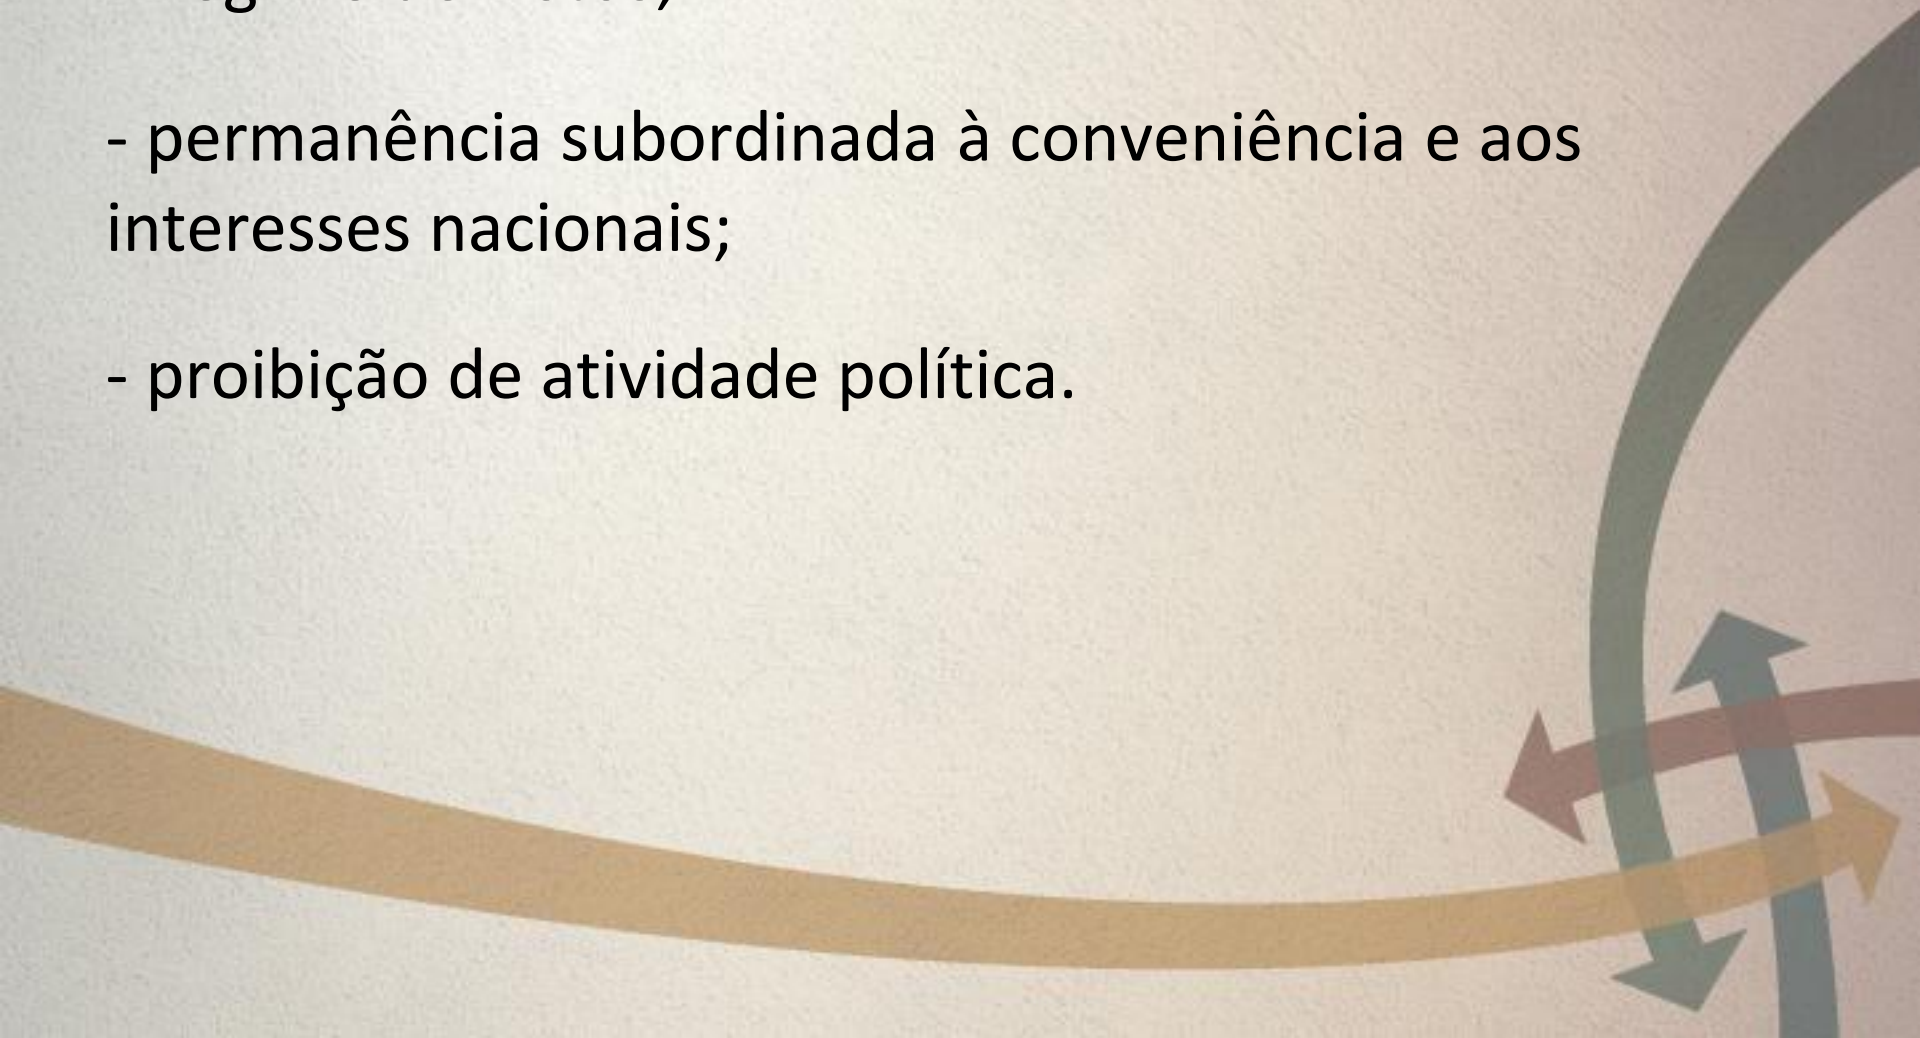 - permanência subordinada à conveniência e aos
interesses nacionais;
- proibição de atividade política.